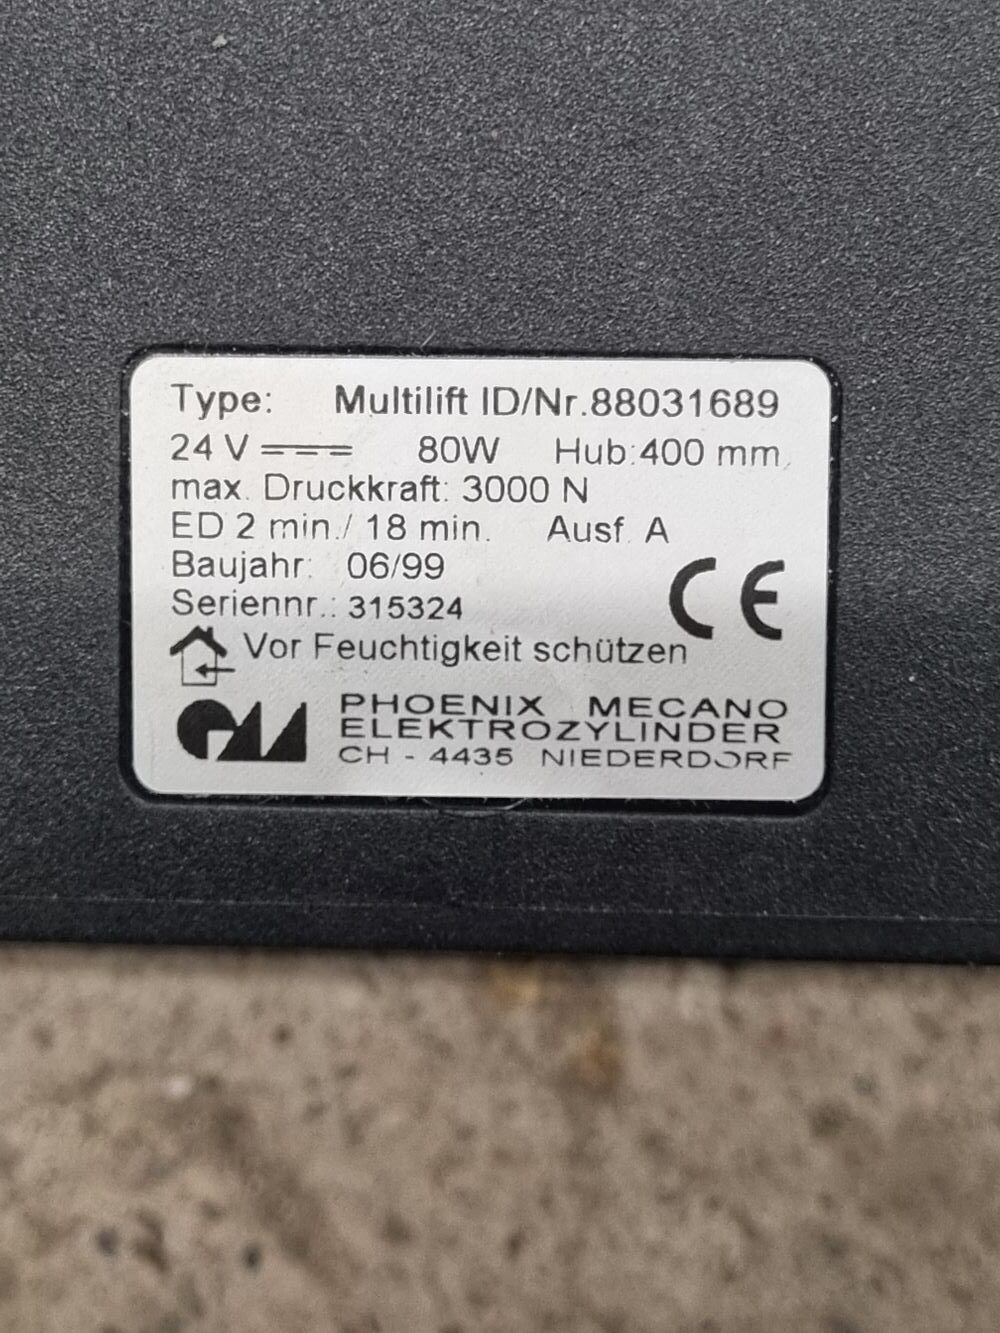 Type: Multilift ID/Nr.88031689
24 V 80W Hub:400 mm
max. Druckkraft: 3000 N
ED 2 min./ 18 min. Ausf. A
Baujahr: 06/99
Seriennr.: 315324
CE
Vor Feuchtigkeit schützen
PHOENIX MECANO
ELEKTROZYLINDER
CH - 4435 NIEDERDORF